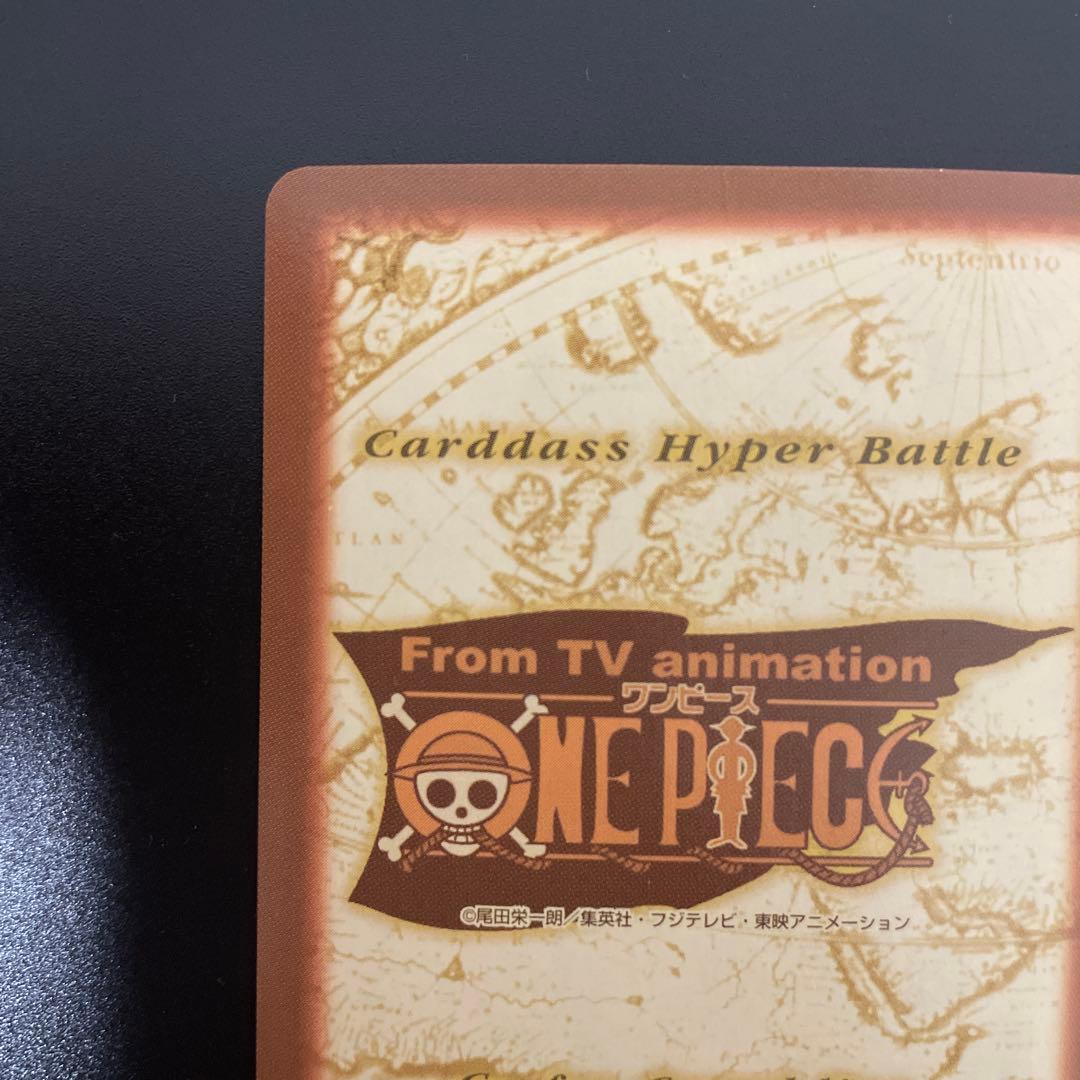 Septentrio
Carddass Hyper Battle
From TV animation
ワンピース
ONE PIECE
©尾田栄一朗／集英社・フジテレビ・東映アニメーション